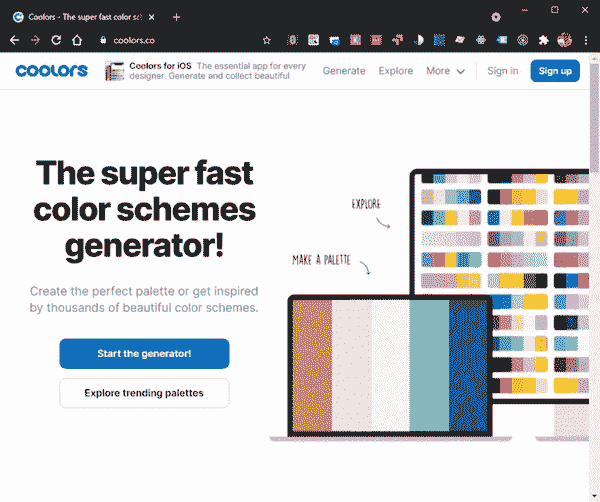 Coolors - The super fast color sch
coolors.co
coolors
Coolors for iOS The essential app for every
designer. Generate and collect beautiful
Generate
Explore
More
Sign in
Sign up
The super fast
color schemes
generator!
EXPLORE
MAKE A PALETTE
Create the perfect palette or get inspired
by thousands of beautiful color schemes.
Start the generator!
Explore trending palettes